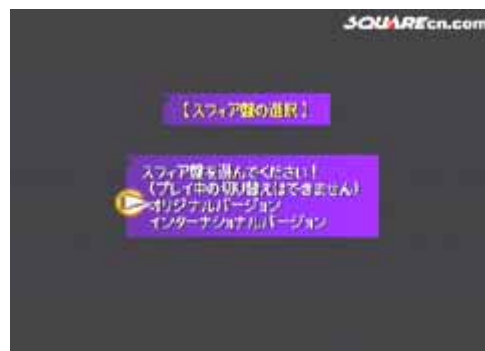 SQUAREcn.com
【スフィア盤の選択】
スフィア盤を選んでください!
(プレイ中の切り替えはできません)
オリジナルバージョン
インターナショナルバージョン